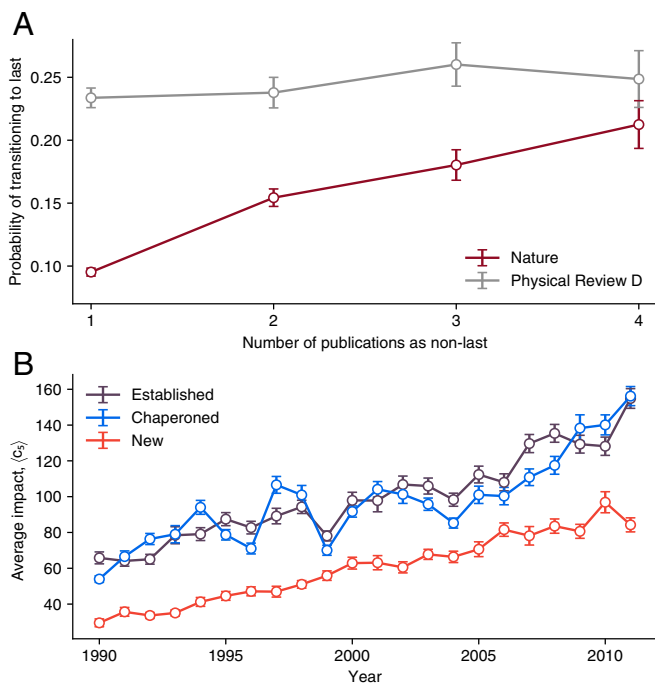 A
Probability of transitioning to last
0.25
0.20
0.15
0.10
Nature
Physical Review D
1
2
3
4
Number of publications as non-last
B
Average impact, ⟨c₅⟩
160
140
120
100
80
60
40
Established
Chaperoned
New
1990
1995
2000
2005
2010
Year